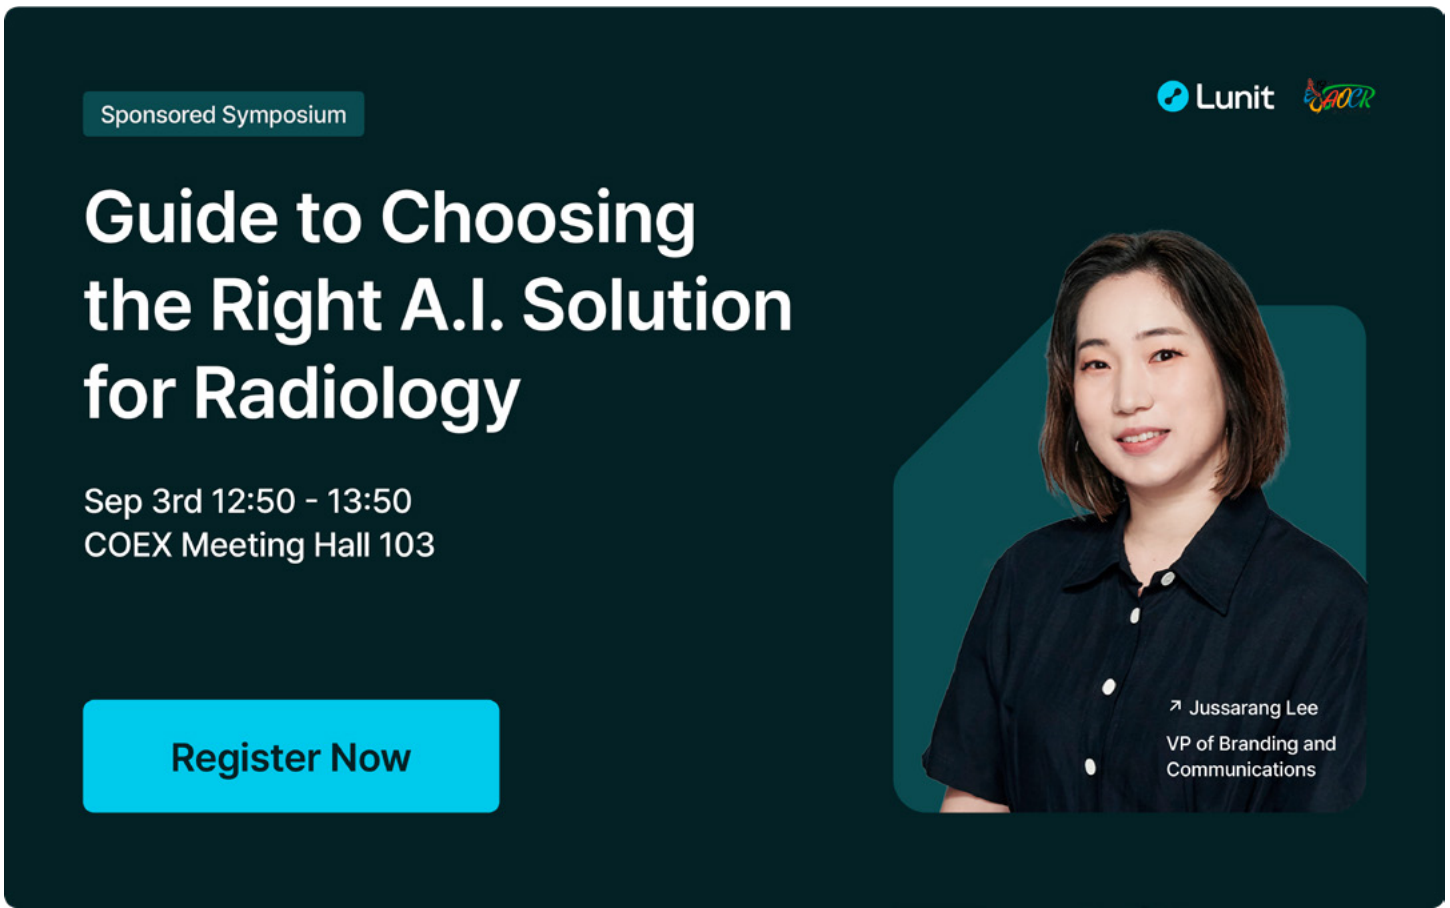 Sponsored Symposium
Lunit
AOCR
Guide to Choosing
the Right A.I. Solution
for Radiology
Sep 3rd 12:50 - 13:50
COEX Meeting Hall 103
Register Now
↗ Jussarang Lee
VP of Branding and
Communications